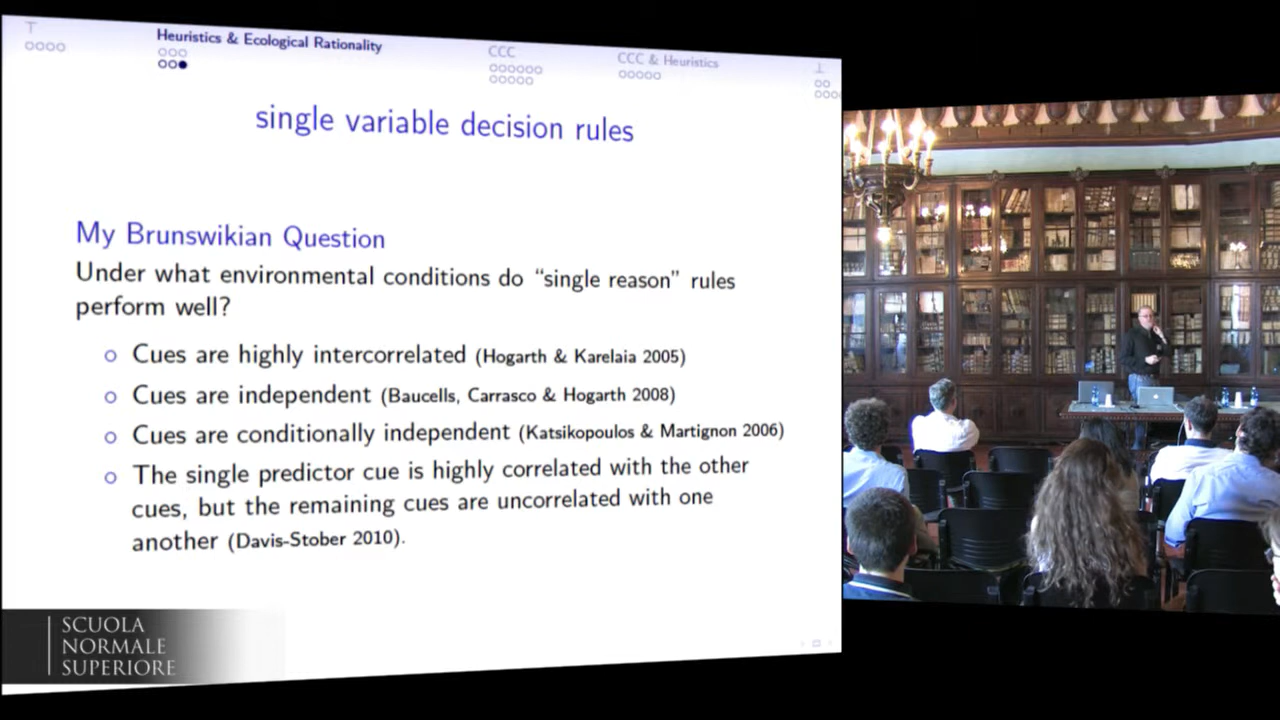 T
Heuristics & Ecological Rationality
CCC
CCC & Heuristics
⊥
single variable decision rules
My Brunswikian Question
Under what environmental conditions do “single reason” rules
perform well?
Cues are highly intercorrelated (Hogarth & Karelaia 2005)
Cues are independent (Baucells, Carrasco & Hogarth 2008)
Cues are conditionally independent (Katsikopoulos & Martignon 2006)
The single predictor cue is highly correlated with the other
cues, but the remaining cues are uncorrelated with one
another (Davis-Stober 2010).
SCUOLA
NORMALE
SUPERIORE